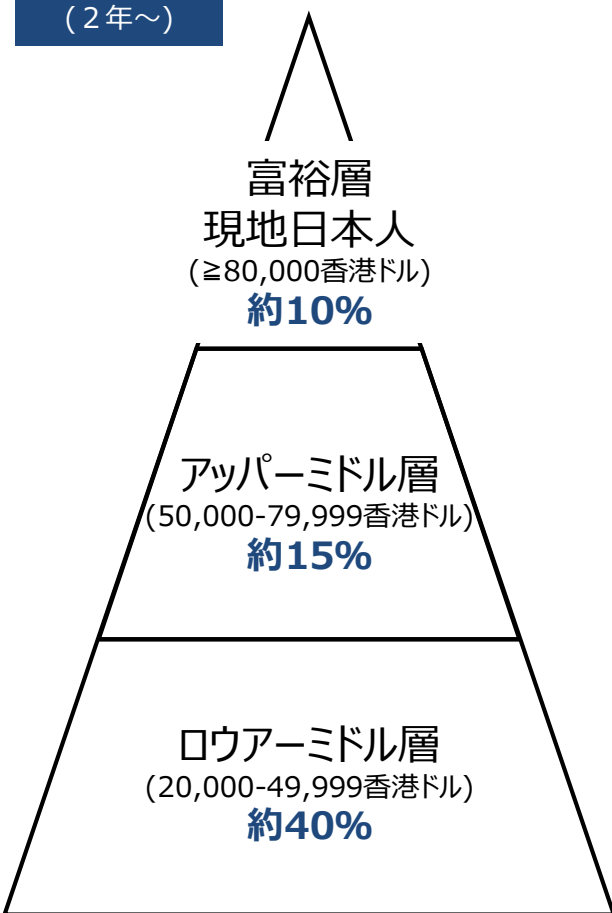 (２年～)
富裕層
現地日本人
(≧80,000香港ドル)
約10%
アッパーミドル層
(50,000-79,999香港ドル)
約15%
ロウアーミドル層
(20,000-49,999香港ドル)
約40%